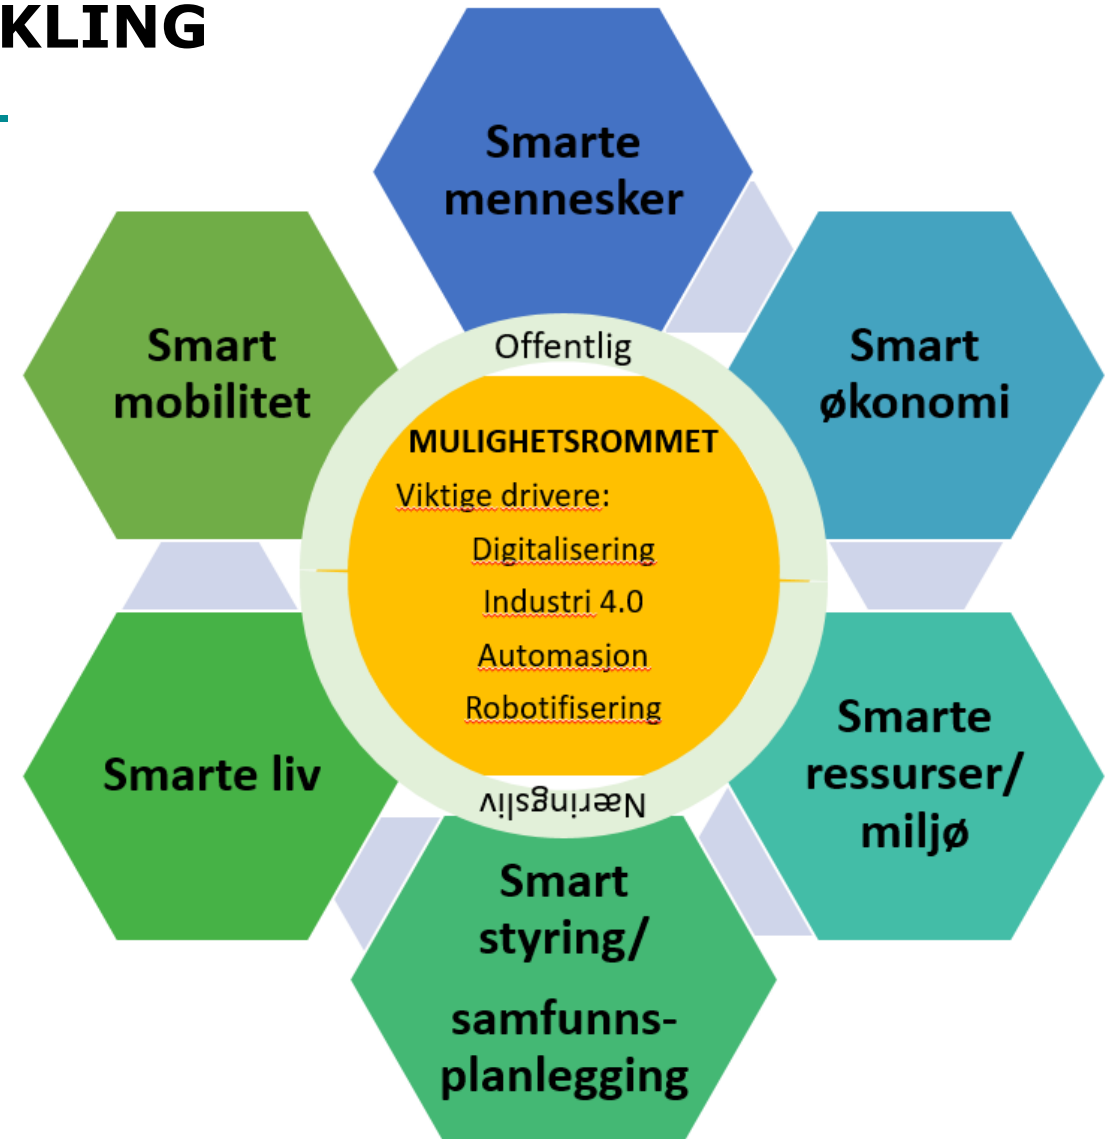 KLING
Smarte
mennesker
Smart
økonomi
Smarte
ressurser/
miljø
Smart
styring/
samfunns-
planlegging
Smarte liv
Smart
mobilitet
Offentlig
MULIGHETSROMMET
Viktige drivere:
Digitalisering
Industri 4.0
Automasjon
Robotifisering
Næringsliv